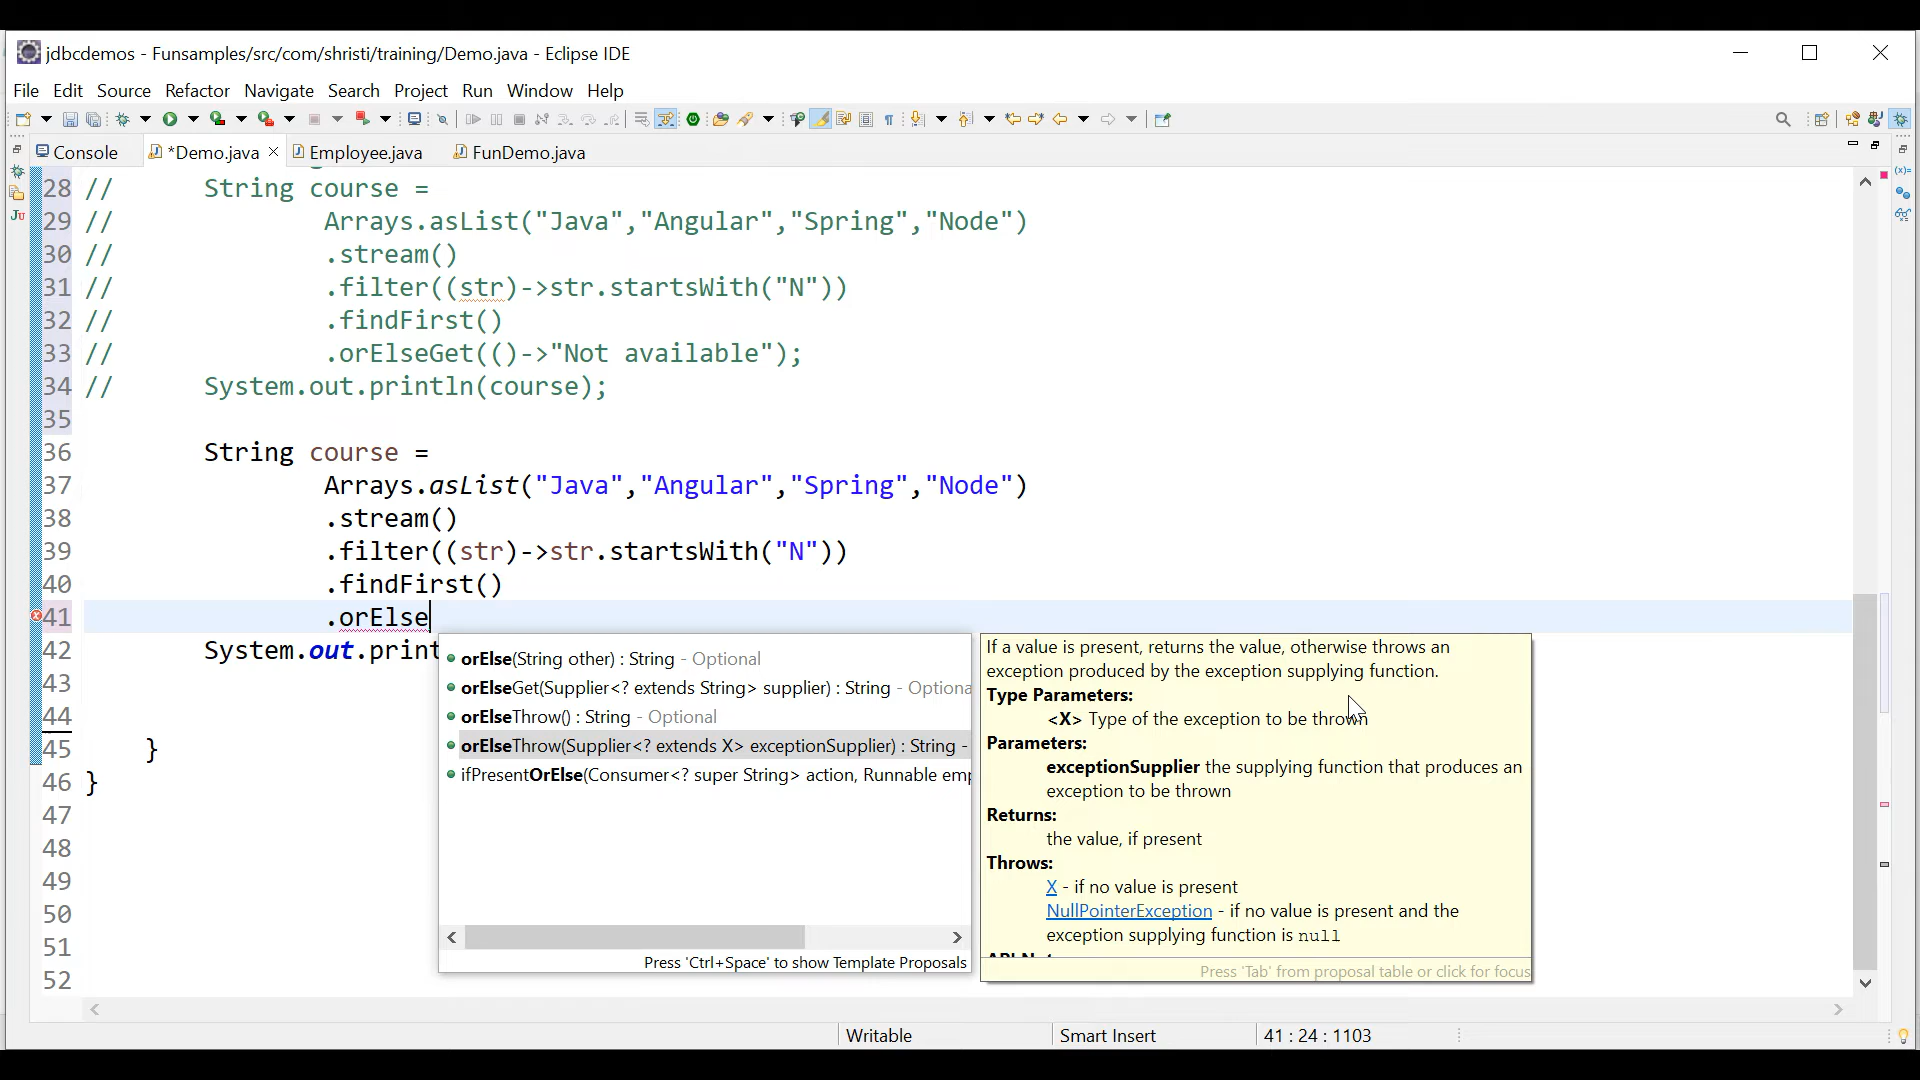 jdbcdemos - Funsamples/src/com/shristi/training/Demo.java - Eclipse IDE
File Edit Source Refactor Navigate Search Project Run Window Help
Console *Demo.java Employee.java FunDemo.java
28 // String course =
29 // Arrays.asList("Java","Angular","Spring","Node")
30 // .stream()
31 // .filter((str)->str.startsWith("N"))
32 // .findFirst()
33 // .orElseGet(()->"Not available");
34 // System.out.println(course);
35
36 String course =
37 Arrays.asList("Java","Angular","Spring","Node")
38 .stream()
39 .filter((str)->str.startsWith("N"))
40 .findFirst()
41 .orElse
42 System.out.print
43
44
45 }
46 }
47
48
49
50
51
52
orElse(String other) : String - Optional
orElseGet(Supplier<? extends String> supplier) : String - Optiona
orElseThrow() : String - Optional
orElseThrow(Supplier<? extends X> exceptionSupplier) : String -
ifPresentOrElse(Consumer<? super String> action, Runnable emp
Press 'Ctrl+Space' to show Template Proposals
If a value is present, returns the value, otherwise throws an
exception produced by the exception supplying function.
Type Parameters:
<X> Type of the exception to be thrown
Parameters:
exceptionSupplier the supplying function that produces an
exception to be thrown
Returns:
the value, if present
Throws:
X - if no value is present
NullPointerException - if no value is present and the
exception supplying function is null
Press 'Tab' from proposal table or click for focus
Writable Smart Insert 41 : 24 : 1103